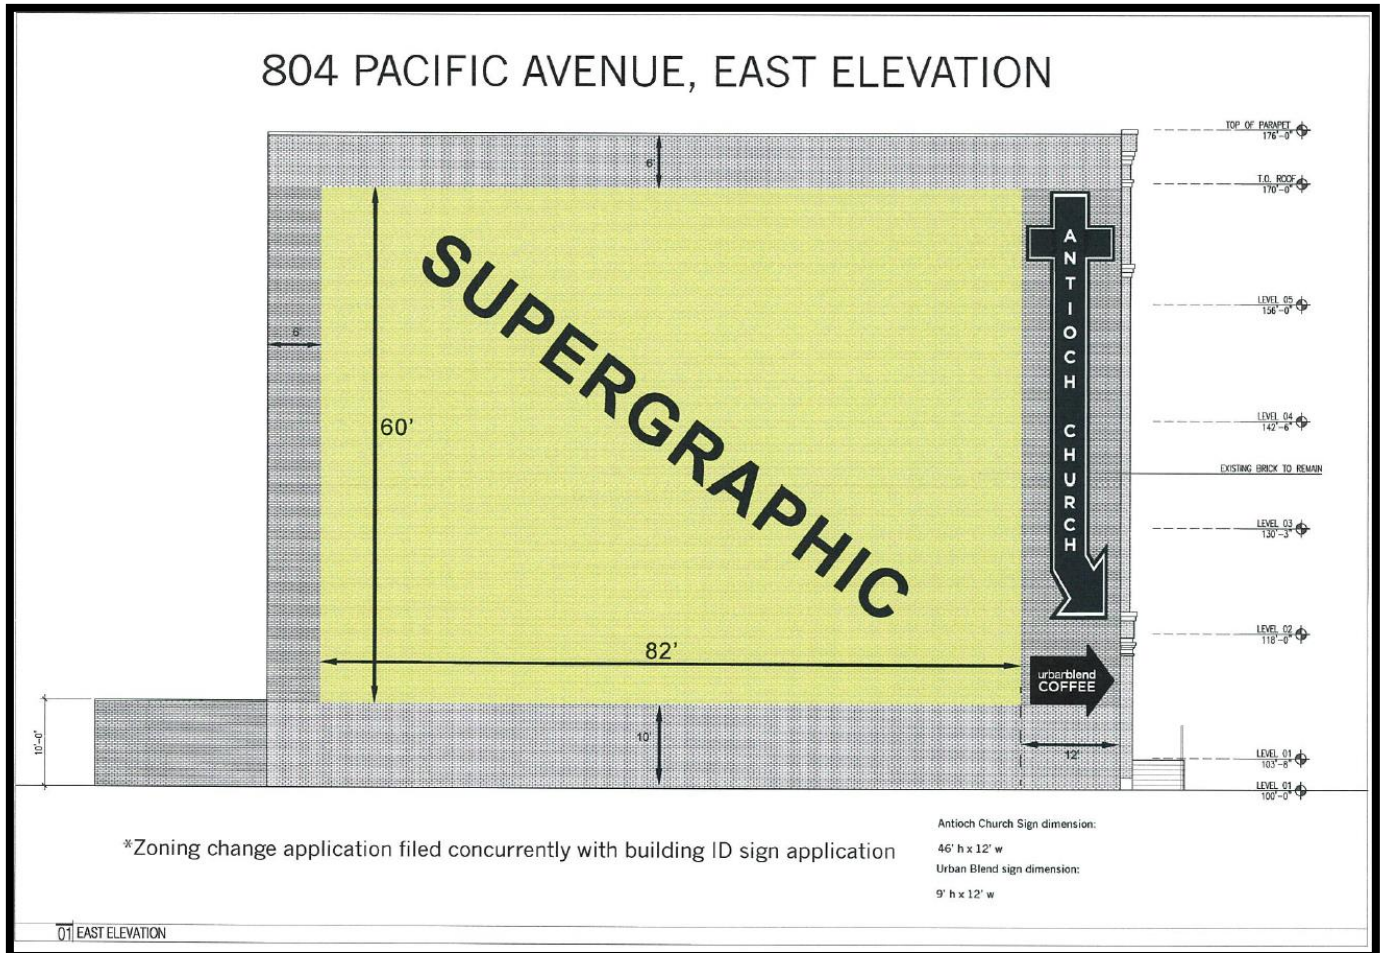 804 PACIFIC AVENUE, EAST ELEVATION
TOP OF PARAPET
176'-0"
6'
T.O. ROOF
170'-0"
ANTIOCH CHURCH
SUPERGRAPHIC
LEVEL 05
156'-0"
6'
LEVEL 04
142'-6"
60'
EXISTING BRICK TO REMAIN
LEVEL 03
130'-3"
LEVEL 02
118'-0"
82'
urbanblend
COFFEE
10'-0"
10'
12'
LEVEL 01
103'-8"
LEVEL 01
100'-0"
Antioch Church Sign dimension:
46' h x 12' w
Urban Blend sign dimension:
9' h x 12' w
*Zoning change application filed concurrently with building ID sign application
01 EAST ELEVATION